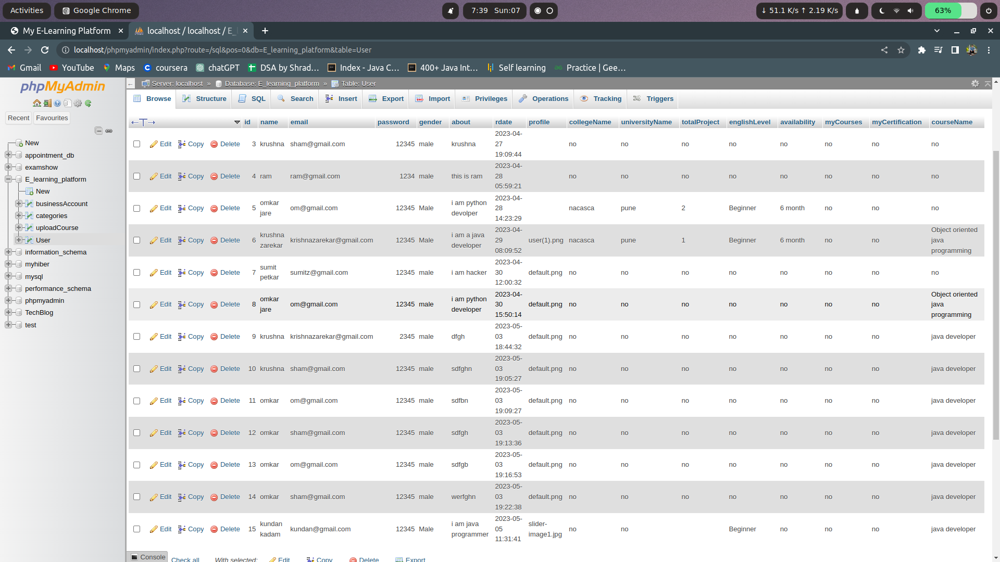 Activities
Google Chrome
7:39 Sun:07
↓ 51.1 K/s ↑ 2.19 K/s
63%
My E-Learning Platform
localhost / localhost / E_
localhost/phpmyadmin/index.php?route=/sql&pos=0&db=E_learning_platform&table=User
Gmail YouTube Maps coursera chatGPT DSA by Shrad… Index - Java C… 400+ Java Int… Self learning Practice | Gee…
phpMyAdmin
Recent Favourites
New
appointment_db
examshow
E_learning_platform
New
businessAccount
categories
uploadCourse
User
information_schema
myhiber
mysql
performance_schema
phpmyadmin
TechBlog
test
Server: localhost » Database: E_learning_platform » Table: User
Browse Structure SQL Search Insert Export Import Privileges Operations Tracking Triggers
←T→ id name email password gender about rdate profile collegeName universityName totalProject englishLevel availability myCourses myCertification courseName
Edit Copy Delete 3 krushna sham@gmail.com 12345 male krushna 2023-04-27 19:09:44 no no no no no no no no
Edit Copy Delete 4 ram ram@gmail.com 1234 male this is ram 2023-04-28 05:59:21 no no no no no no no no
Edit Copy Delete 5 omkar jare om@gmail.com 12345 Male i am python devolper 2023-04-28 14:23:29 nacasca pune 2 Beginner 6 month no no no
Edit Copy Delete 6 krushna zarekar krishnazarekar@gmail.com 12345 Male i am a java developer 2023-04-29 08:09:52 user(1).png nacasca pune 1 Beginner 6 month no no Object oriented java programming
Edit Copy Delete 7 sumit petkar sumitz@gmail.com 12345 male i am hacker 2023-04-30 12:00:32 default.png no no no no no no no no
Edit Copy Delete 8 omkar jare om@gmail.com 12345 male i am python developer 2023-04-30 15:50:14 default.png no no no no no no no Object oriented java programming
Edit Copy Delete 9 krushna krishnazarekar@gmail.com 2345 male dfgh 2023-05-03 18:44:32 default.png no no no no no no no java developer
Edit Copy Delete 10 krushna sham@gmail.com 12345 male sdfghn 2023-05-03 19:05:27 default.png no no no no no no no java developer
Edit Copy Delete 11 omkar om@gmail.com 12345 male sdfbn 2023-05-03 19:09:27 default.png no no no no no no no java developer
Edit Copy Delete 12 omkar sham@gmail.com 12345 male sdfgh 2023-05-03 19:13:36 default.png no no no no no no no java developer
Edit Copy Delete 13 omkar om@gmail.com 12345 male sdfgb 2023-05-03 19:16:53 default.png no no no no no no no java developer
Edit Copy Delete 14 omkar sham@gmail.com 12345 male werfghn 2023-05-03 19:22:38 default.png no no no no no no no java developer
Edit Copy Delete 15 kundan kadam kundan@gmail.com 12345 Male i am java programmer 2023-05-05 11:31:41 slider-image1.jpg no no Beginner no no no java developer
Console Check all With selected: Edit Copy Delete Export